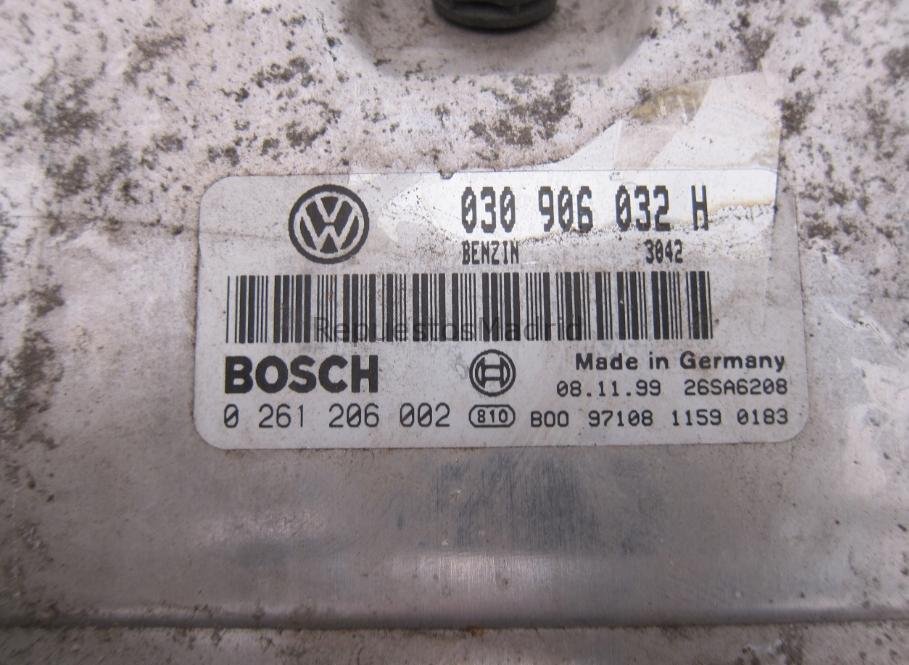 030 906 032 H
BENZIN 3042
RepuestosMadrid
BOSCH Made in Germany
08.11.99 26SA6208
0 261 206 002 810 B00 97108 1159 0183